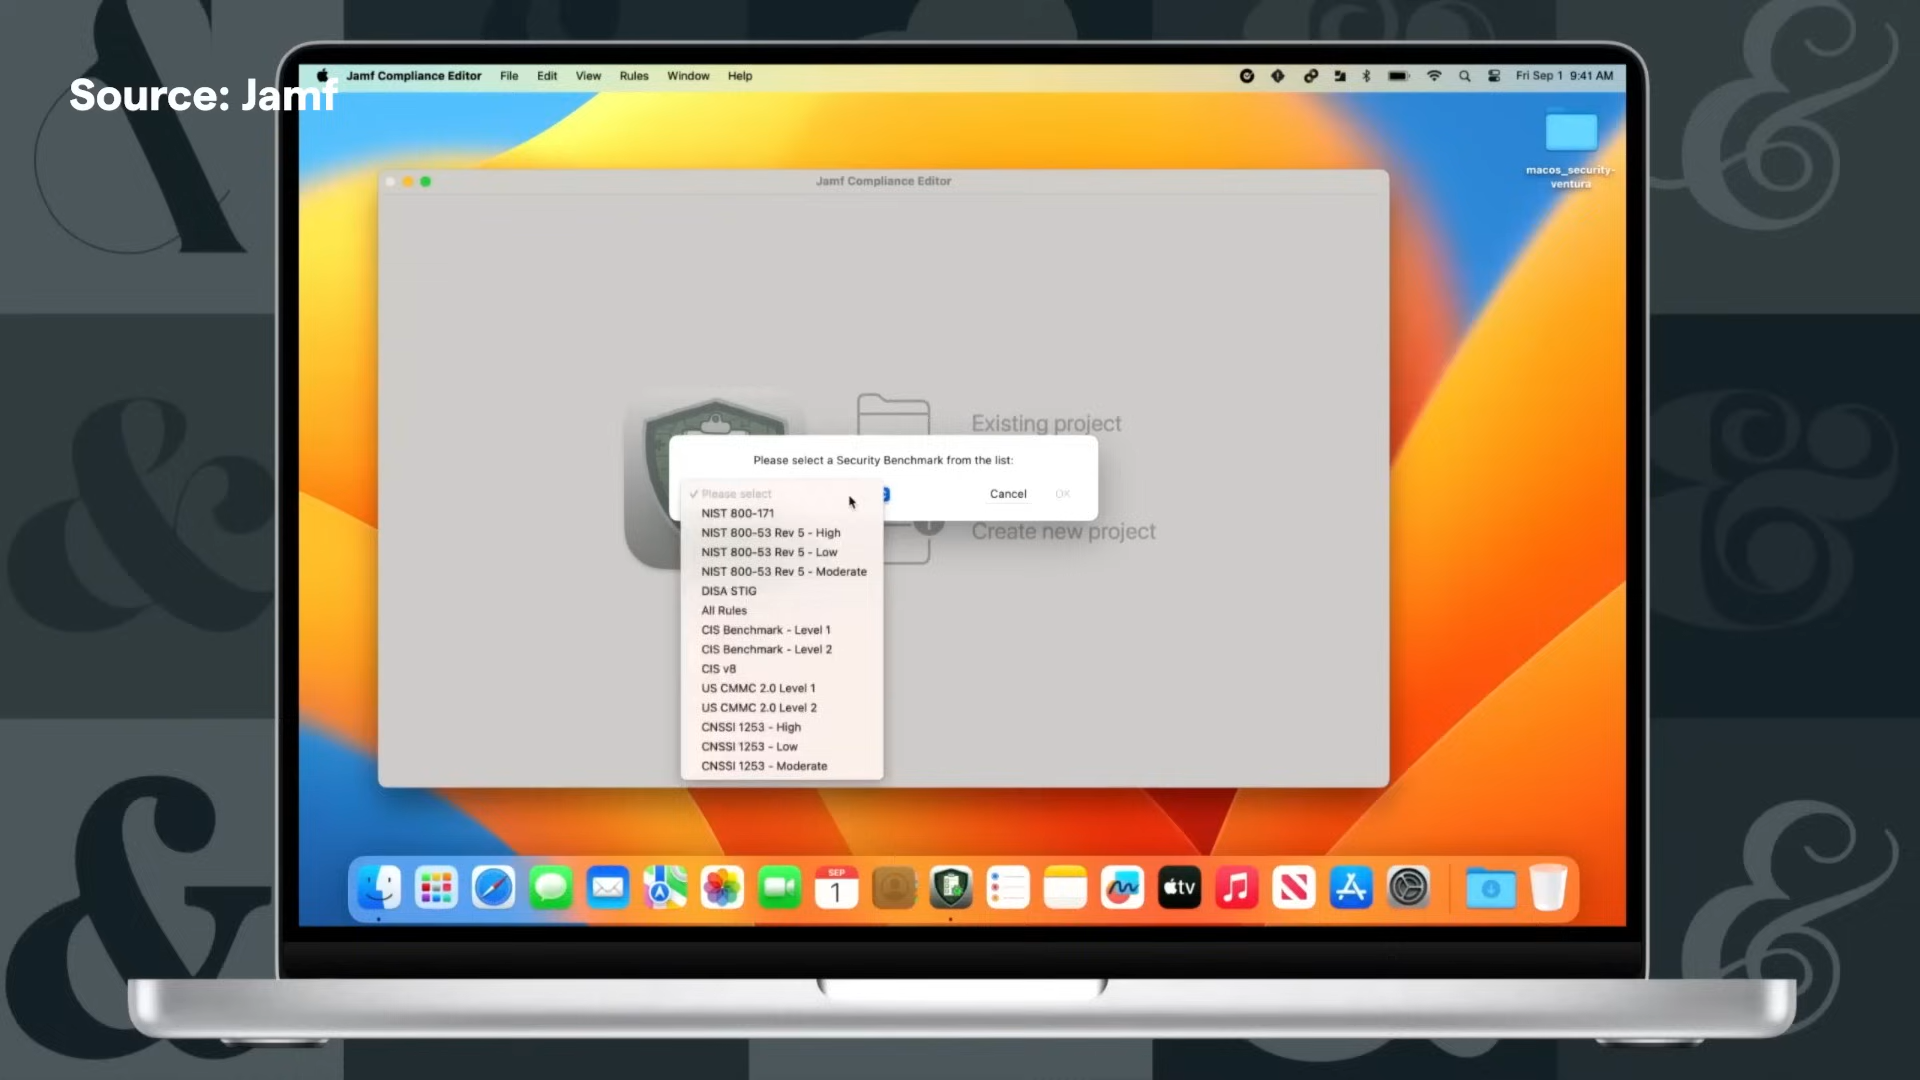 Source: Jamf
Jamf Compliance Editor File Edit View Rules Window Help
Fri Sep 1 9:41 AM
macos_security-
ventura
Jamf Compliance Editor
Existing project
Please select a Security Benchmark from the list:
✓ Please select
Cancel
OK
NIST 800-171
NIST 800-53 Rev 5 - High
Create new project
NIST 800-53 Rev 5 - Low
NIST 800-53 Rev 5 - Moderate
DISA STIG
All Rules
CIS Benchmark - Level 1
CIS Benchmark - Level 2
CIS v8
US CMMC 2.0 Level 1
US CMMC 2.0 Level 2
CNSSI 1253 - High
CNSSI 1253 - Low
CNSSI 1253 - Moderate
SEP
1
tv
&
&
&
&
&
&